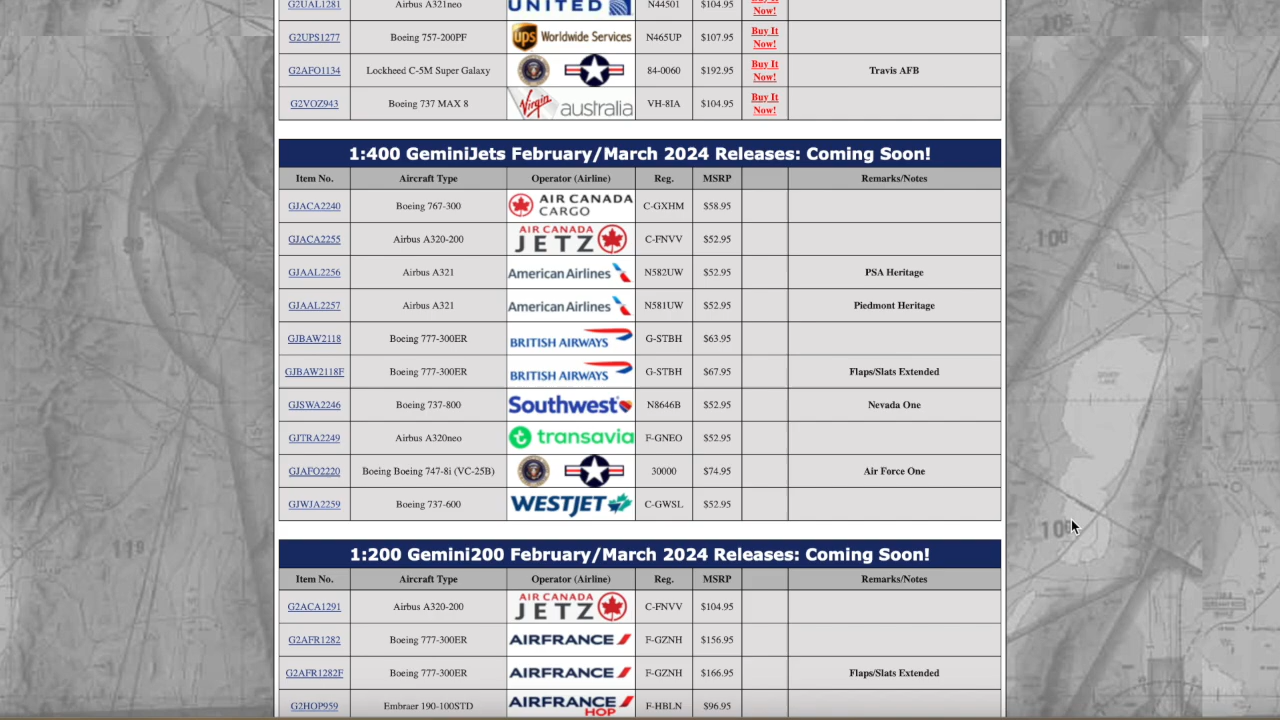 G2UAL1281 Airbus A321neo UNITED N44501 $104.95 Buy It Now!
G2UPS1277 Boeing 757-200PF ups Worldwide Services N465UP $107.95 Buy It Now!
G2AFO1134 Lockheed C-5M Super Galaxy 84-0060 $192.95 Buy It Now! Travis AFB
G2VOZ943 Boeing 737 MAX 8 Virgin australia VH-8IA $104.95 Buy It Now!
1:400 GeminiJets February/March 2024 Releases: Coming Soon!
Item No. Aircraft Type Operator (Airline) Reg. MSRP Remarks/Notes
GJACA2240 Boeing 767-300 AIR CANADA CARGO C-GXHM $58.95
GJACA2255 Airbus A320-200 AIR CANADA JETZ C-FNVV $52.95
GJAAL2256 Airbus A321 American Airlines N582UW $52.95 PSA Heritage
GJAAL2257 Airbus A321 American Airlines N581UW $52.95 Piedmont Heritage
GJBAW2118 Boeing 777-300ER BRITISH AIRWAYS G-STBH $63.95
GJBAW2118F Boeing 777-300ER BRITISH AIRWAYS G-STBH $67.95 Flaps/Slats Extended
GJSWA2246 Boeing 737-800 Southwest N8646B $52.95 Nevada One
GJTRA2249 Airbus A320neo t transavia F-GNEO $52.95
GJAFO2220 Boeing Boeing 747-8i (VC-25B) 30000 $74.95 Air Force One
GJWJA2259 Boeing 737-600 WESTJET C-GWSL $52.95
1:200 Gemini200 February/March 2024 Releases: Coming Soon!
Item No. Aircraft Type Operator (Airline) Reg. MSRP Remarks/Notes
G2ACA1291 Airbus A320-200 AIR CANADA JETZ C-FNVV $104.95
G2AFR1282 Boeing 777-300ER AIRFRANCE F-GZNH $156.95
G2AFR1282F Boeing 777-300ER AIRFRANCE F-GZNH $166.95 Flaps/Slats Extended
G2HOP959 Embraer 190-100STD AIRFRANCE HOP F-HBLN $96.95
10⁵
10⁰
11⁹
10⁰